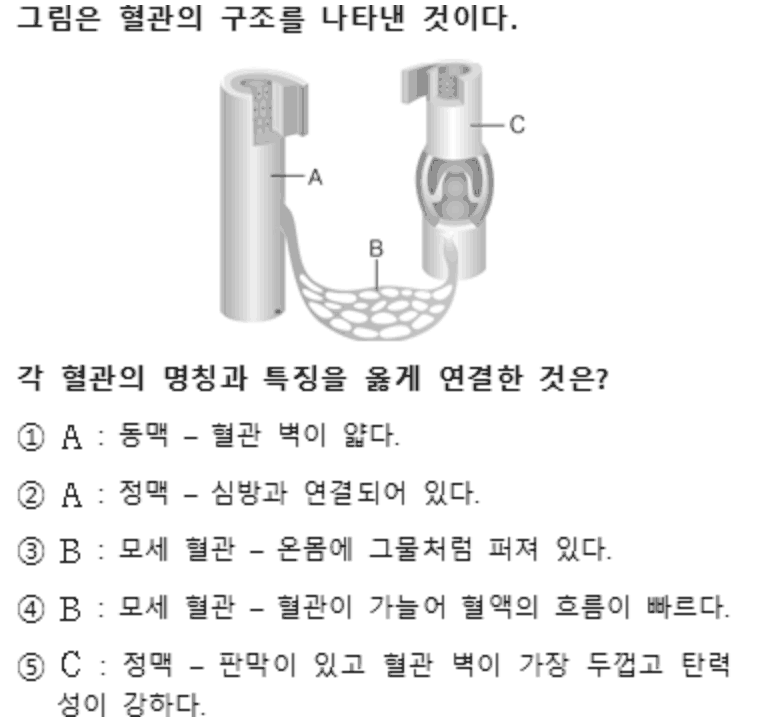 그림은 혈관의 구조를 나타낸 것이다.
A
C
B
각 혈관의 명칭과 특징을 옳게 연결한 것은?
① A : 동맥 – 혈관 벽이 얇다.
② A : 정맥 – 심방과 연결되어 있다.
③ B : 모세 혈관 – 온몸에 그물처럼 퍼져 있다.
④ B : 모세 혈관 – 혈관이 가늘어 혈액의 흐름이 빠르다.
⑤ C : 정맥 – 판막이 있고 혈관 벽이 가장 두껍고 탄력
성이 강하다.